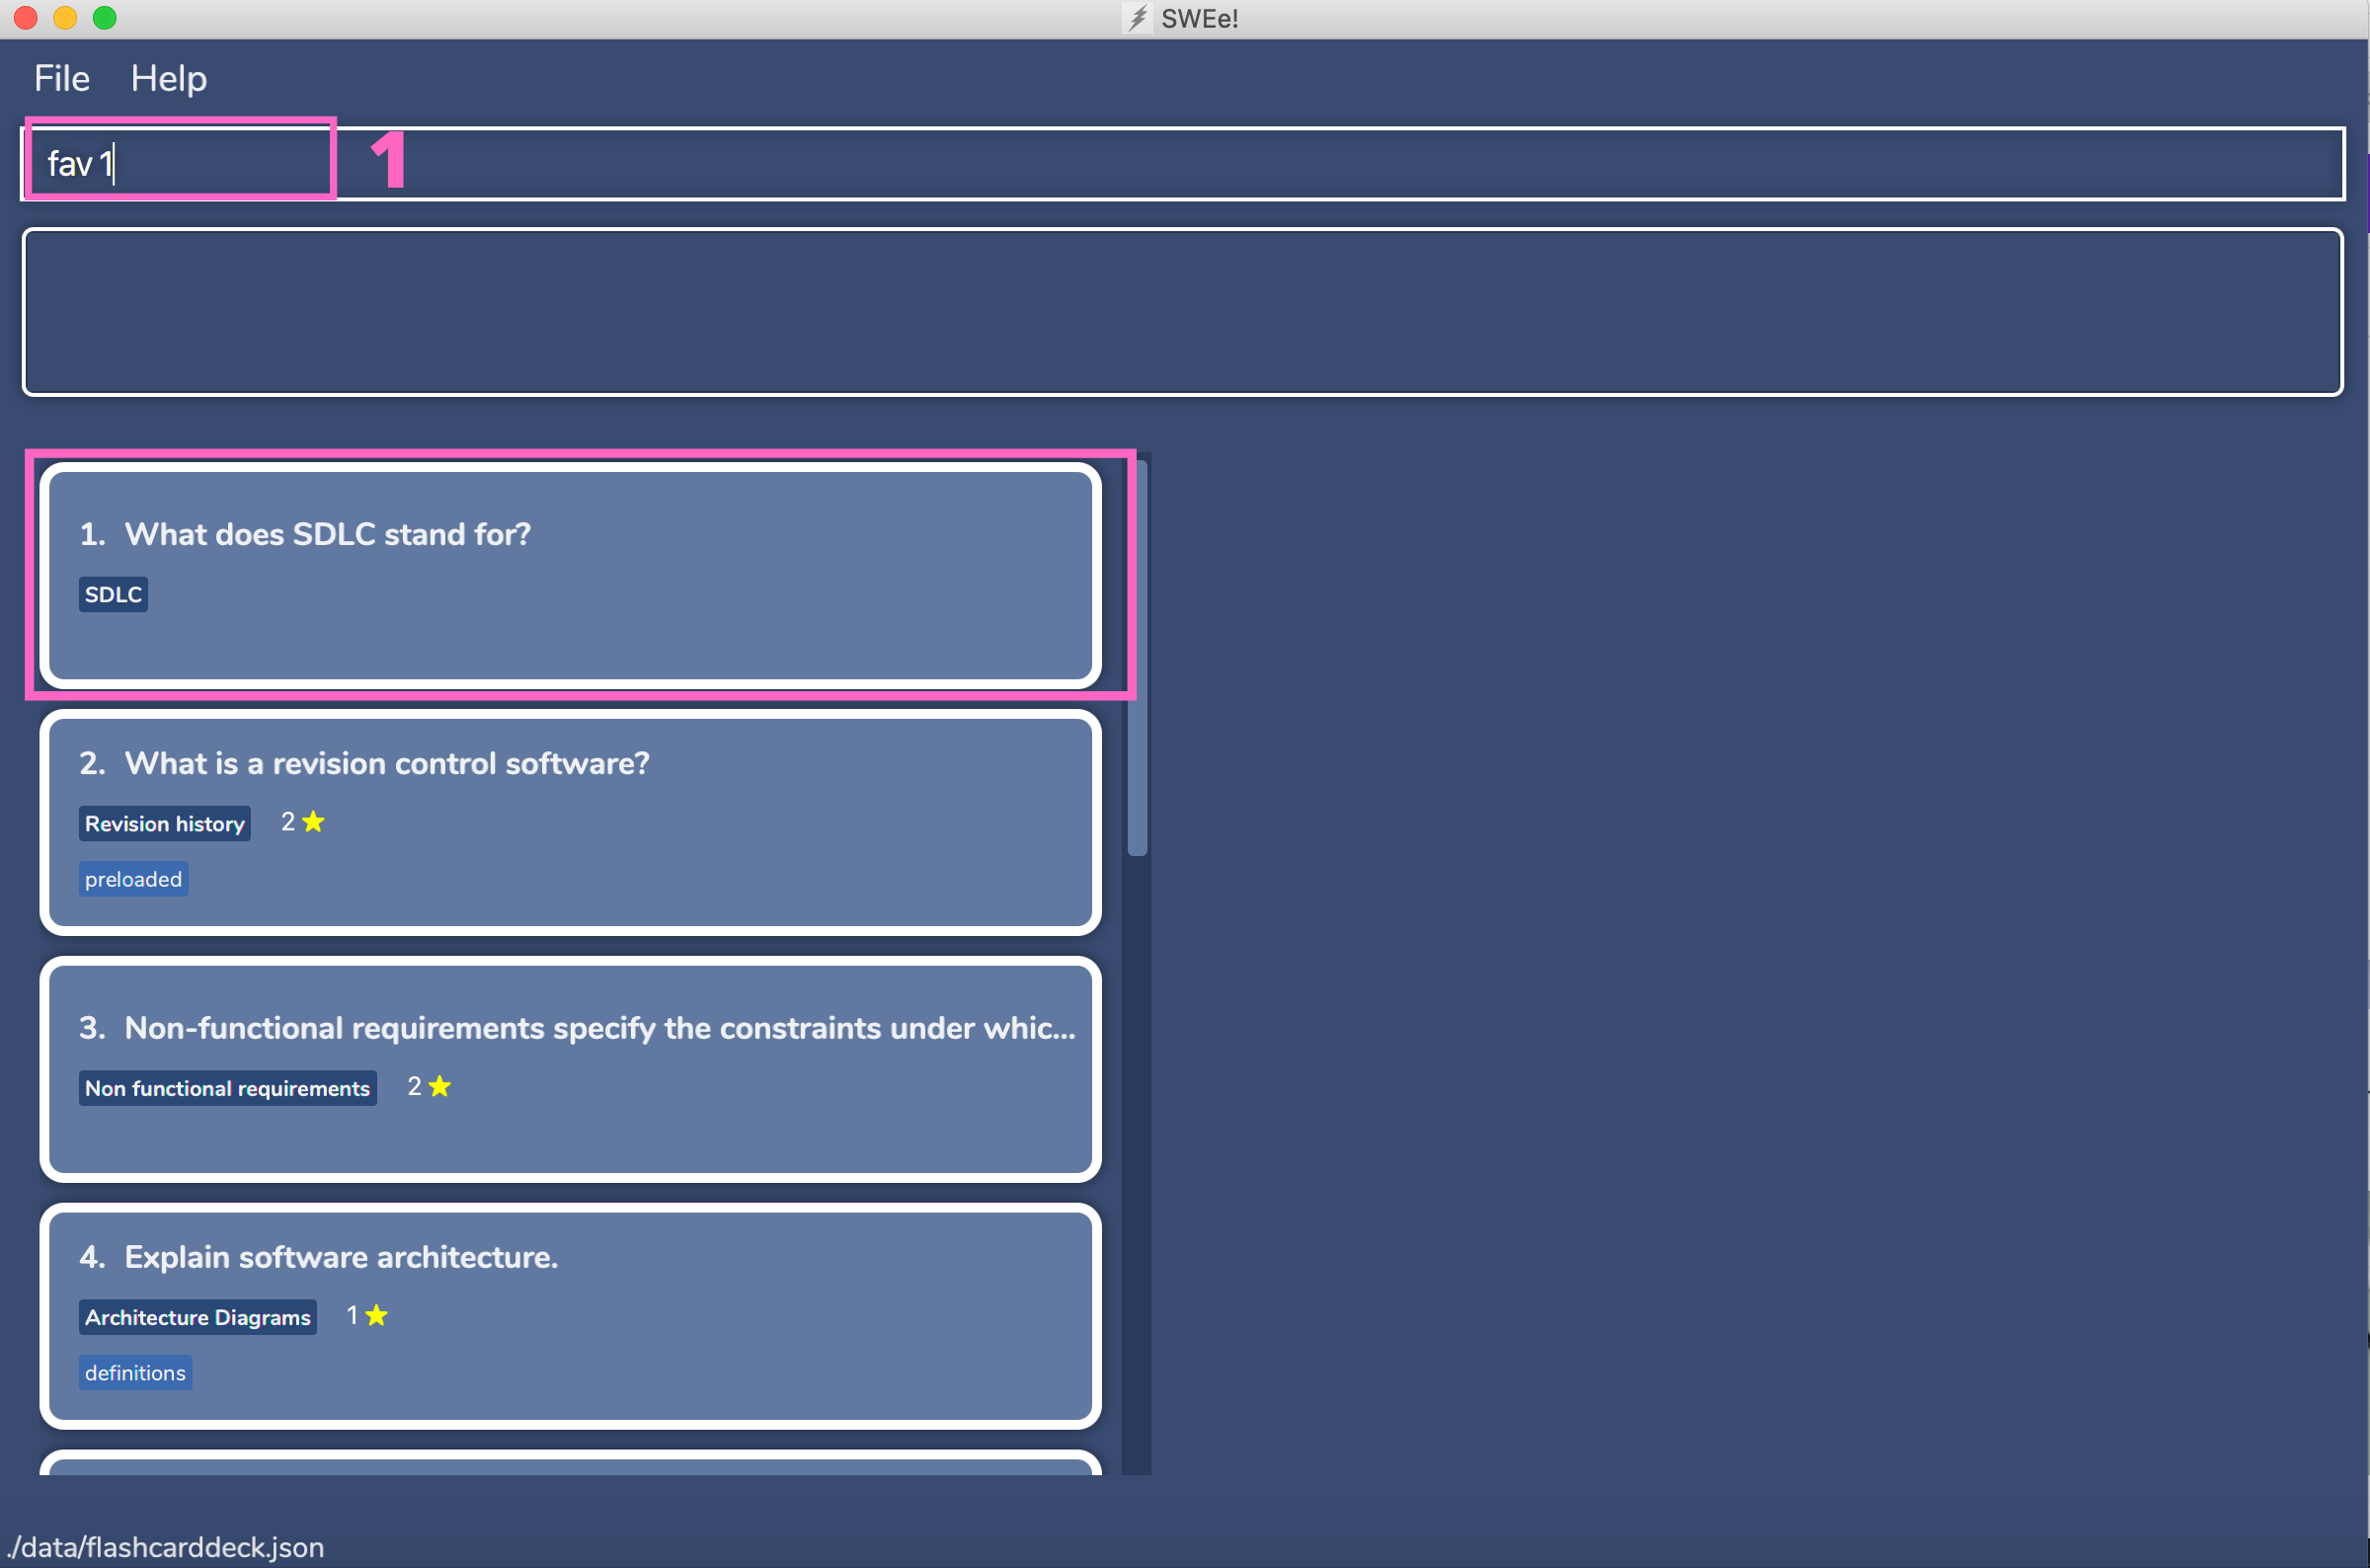 SWEe!
File Help
fav 1
1
1. What does SDLC stand for?
SDLC
2. What is a revision control software?
Revision history 2
preloaded
3. Non-functional requirements specify the constraints under whic...
Non functional requirements 2
4. Explain software architecture.
Architecture Diagrams 1
definitions
./data/flashcarddeck.json